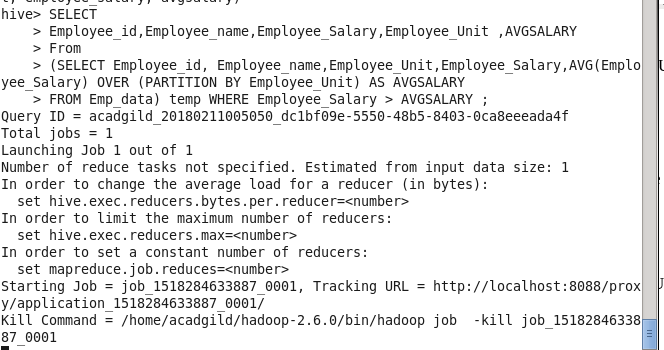 hive> SELECT
    > Employee_id,Employee_name,Employee_Salary,Employee_Unit ,AVGSALARY
    > From
    > (SELECT Employee_id, Employee_name,Employee_Unit,Employee_Salary,AVG(Emplo
yee_Salary) OVER (PARTITION BY Employee_Unit) AS AVGSALARY
    > FROM Emp_data) temp WHERE Employee_Salary > AVGSALARY ;
Query ID = acadgild_20180211005050_dc1bf09e-5550-48b5-8403-0ca8eeeada4f
Total jobs = 1
Launching Job 1 out of 1
Number of reduce tasks not specified. Estimated from input data size: 1
In order to change the average load for a reducer (in bytes):
  set hive.exec.reducers.bytes.per.reducer=<number>
In order to limit the maximum number of reducers:
  set hive.exec.reducers.max=<number>
In order to set a constant number of reducers:
  set mapreduce.job.reduces=<number>
Starting Job = job_1518284633887_0001, Tracking URL = http://localhost:8088/prox
y/application_1518284633887_0001/
Kill Command = /home/acadgild/hadoop-2.6.0/bin/hadoop job  -kill job_15182846338
87_0001